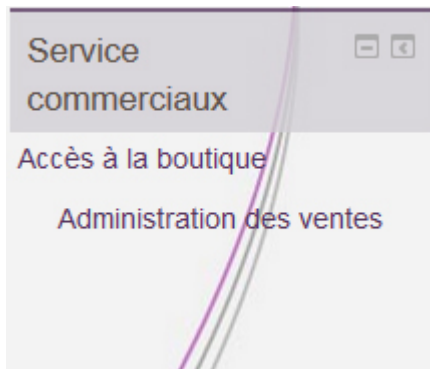 Service
commerciaux
Accès à la boutique
Administration des ventes